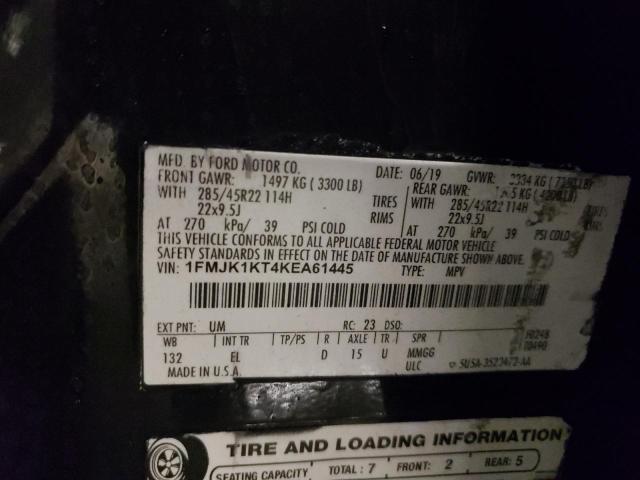 MFD. BY FORD MOTOR CO.
DATE: 06/19 GVWR:
FRONT GAWR: 1497 KG (3300 LB)
REAR GAWR:
WITH 285/45R22 114H TIRES
22x9.5J RIMS
WITH 285/45R22 114H TIRES
22x9.5J RIMS
AT 270 kPa/ 39 PSI COLD
AT 270 kPa/ 39 PSI COLD
THIS VEHICLE CONFORMS TO ALL APPLICABLE FEDERAL MOTOR VEHICLE
SAFETY STANDARDS IN EFFECT ON THE DATE OF MANUFACTURE SHOWN ABOVE.
VIN: 1FMJK1KT4KEA61445 TYPE: MPV
EXT PNT: UM RC: 23 DSO:
WB INT TR TP/PS R AXLE TR SPR
132 EL D 15 U MMGG
ULC
MADE IN U.S.A.
TIRE AND LOADING INFORMATION
SEATING CAPACITY TOTAL: 7 FRONT: 2 REAR: 5